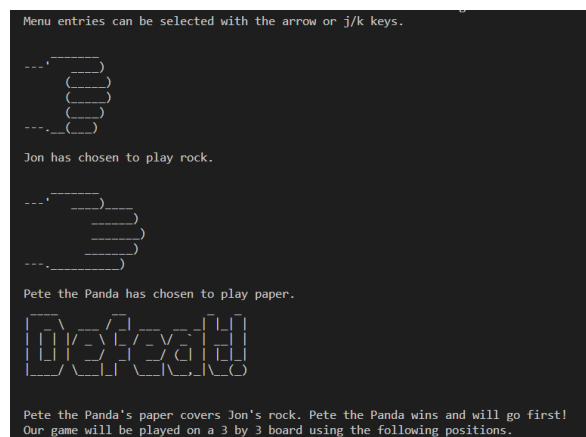 Menu entries can be selected with the arrow or j/k keys.
Jon has chosen to play rock.
Pete the Panda has chosen to play paper.
Defeat!
Pete the Panda's paper covers Jon's rock. Pete the Panda wins and will go first!
Our game will be played on a 3 by 3 board using the following positions.